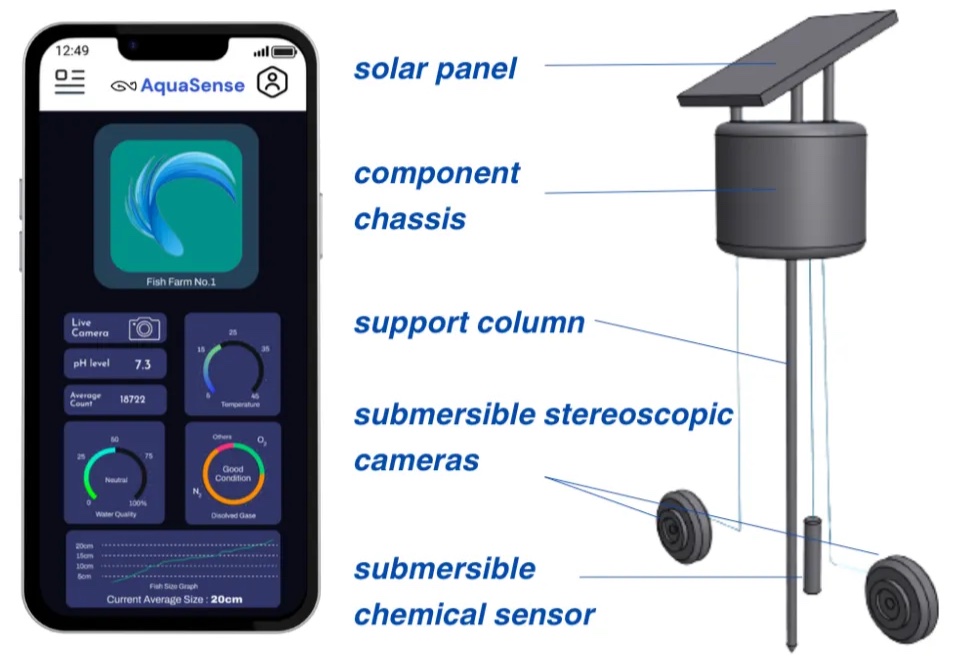 12:49
AquaSense
Fish Farm No.1
Live
Camera
pH level 7.3
Average
Count 18722
25
15 35
5 45
Temperature
50
25 75
Neutral
0 100%
Water Quality
Others O2
Good
Condition
N2
Disolved Gase
20cm
15cm
10cm
5cm
Fish Size Graph
Current Average Size : 20cm
solar panel
component
chassis
support column
submersible stereoscopic
cameras
submersible
chemical sensor